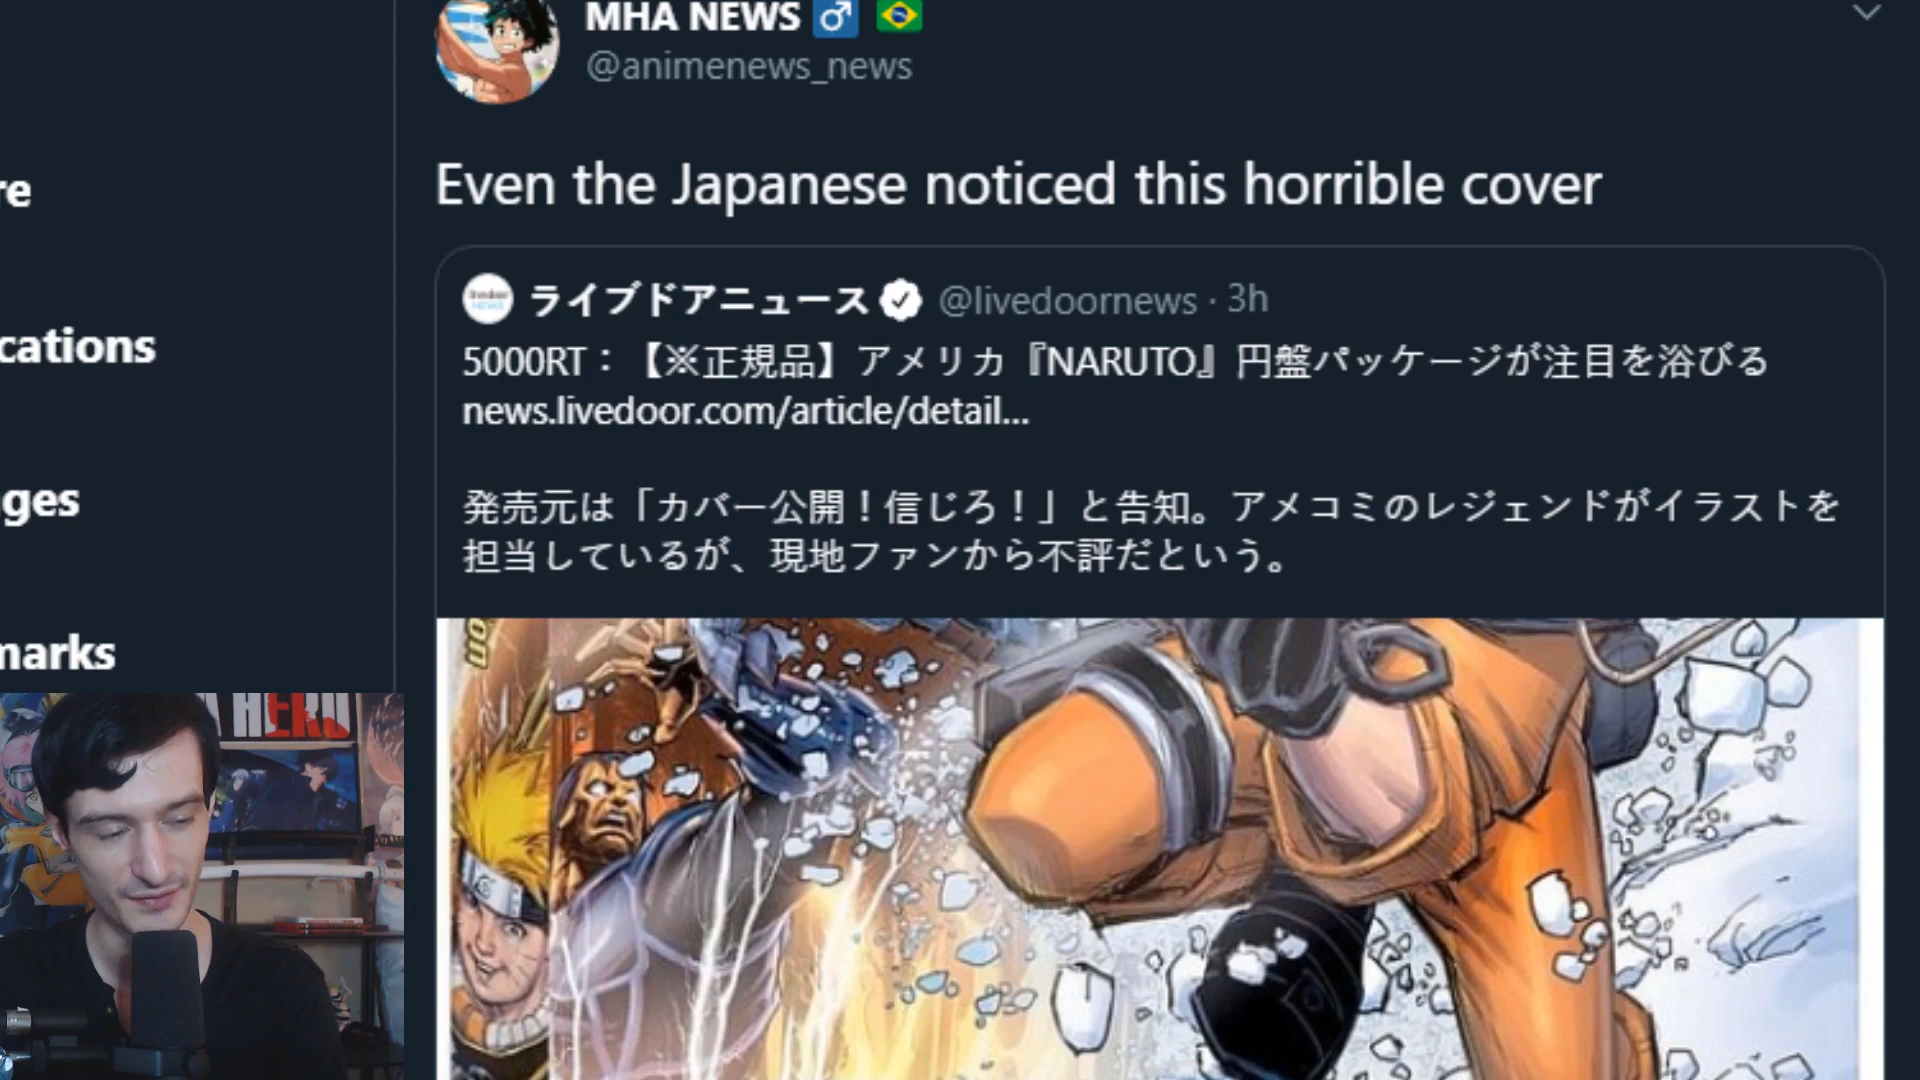 MHA NEWS
@animenews_news
re
Even the Japanese noticed this horrible cover
ライブドアニュース @livedoornews · 3h
cations
5000RT：【※正規品】アメリカ『NARUTO』円盤パッケージが注目を浴びる
news.livedoor.com/article/detail...
ges
発売元は「カバー公開！信じろ！」と告知。アメコミのレジェンドがイラストを
担当しているが、現地ファンから不評だという。
marks
A HERO